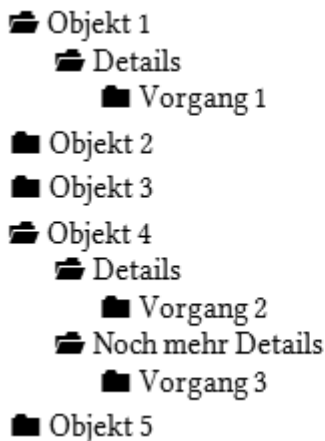 Objekt 1
Details
Vorgang 1
Objekt 2
Objekt 3
Objekt 4
Details
Vorgang 2
Noch mehr Details
Vorgang 3
Objekt 5